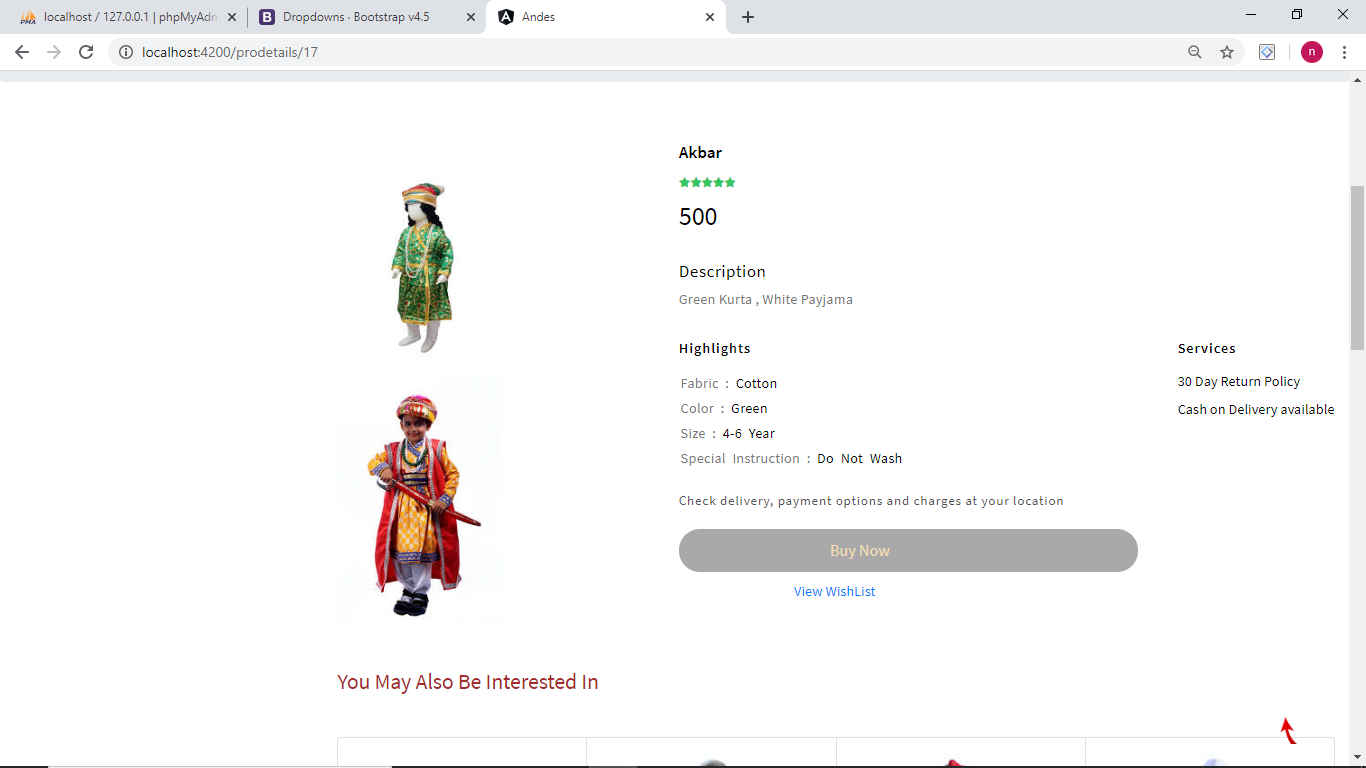 localhost / 127.0.0.1 | phpMyAdm
Dropdowns · Bootstrap v4.5
Andes
localhost:4200/prodetails/17
n
Akbar
500
Description
Green Kurta , White Payjama
Highlights
Services
Fabric : Cotton
30 Day Return Policy
Color : Green
Cash on Delivery available
Size : 4-6 Year
Special Instruction : Do Not Wash
Check delivery, payment options and charges at your location
Buy Now
View WishList
You May Also Be Interested In